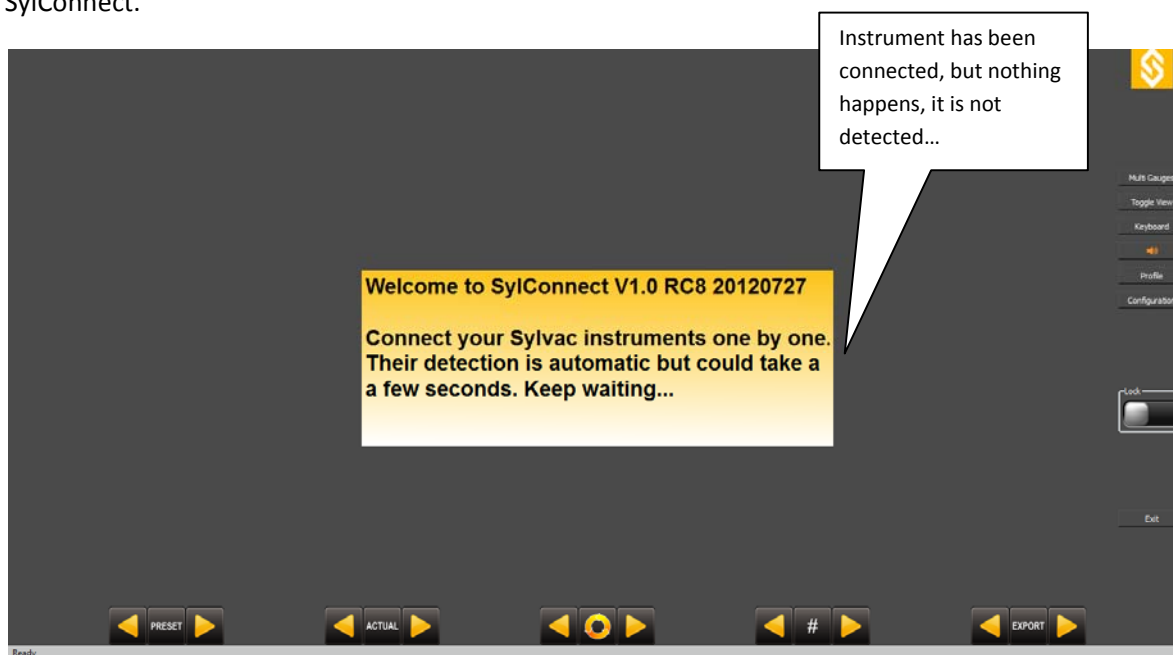 SylConnect.
Instrument has been
connected, but nothing
happens, it is not
detected…
Multi Gauges
Toggle View
Keyboard
Profile
Configuration
Welcome to SylConnect V1.0 RC8 20120727
Connect your Sylvac instruments one by one.
Their detection is automatic but could take a
a few seconds. Keep waiting...
Lock
Exit
PRESET
ACTUAL
#
EXPORT
Ready